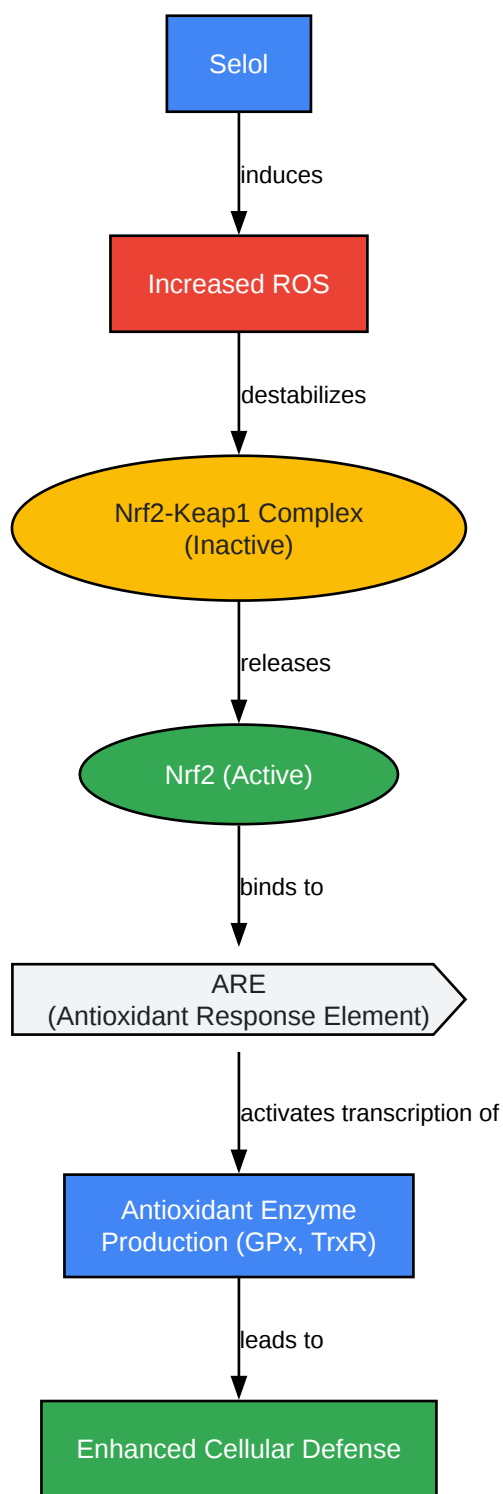 Selol
induces
Increased ROS
destabilizes
Nrf2-Keap1 Complex
(Inactive)
releases
Nrf2 (Active)
binds to
ARE
(Antioxidant Response Element)
activates transcription of
Antioxidant Enzyme
Production (GPx, TrxR)
leads to
Enhanced Cellular Defense